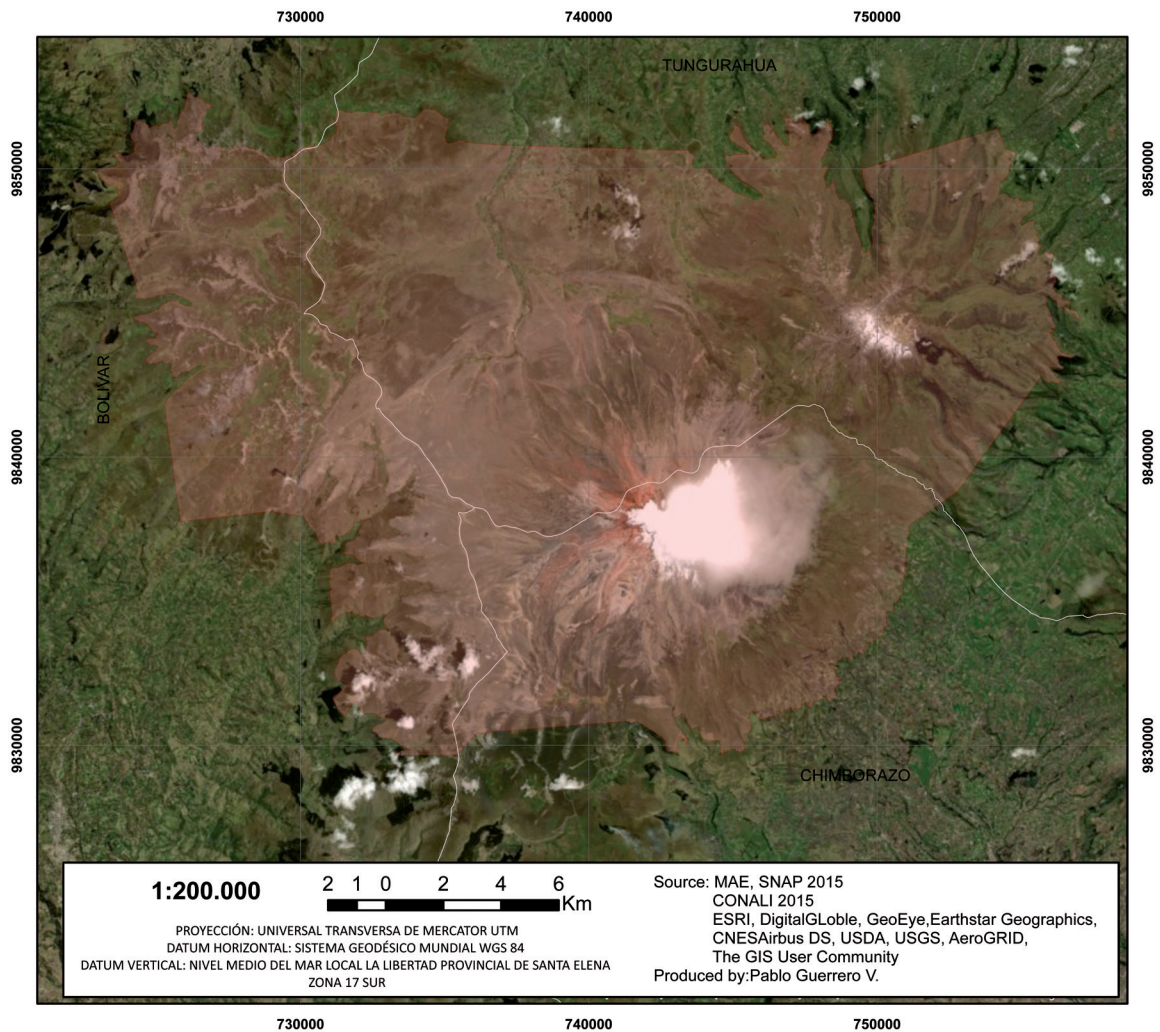 730000 740000 750000
TUNGURAHUA
9850000 9850000
BOLIVAR
9840000 9840000
9830000 9830000
CHIMBORAZO
1:200.000
2 1 0 2 4 6
Km
PROYECCIÓN: UNIVERSAL TRANSVERSA DE MERCATOR UTM
DATUM HORIZONTAL: SISTEMA GEODÉSICO MUNDIAL WGS 84
DATUM VERTICAL: NIVEL MEDIO DEL MAR LOCAL LA LIBERTAD PROVINCIAL DE SANTA ELENA
ZONA 17 SUR
Source: MAE, SNAP 2015
CONALI 2015
ESRI, DigitalGLoble, GeoEye,Earthstar Geographics,
CNESAirbus DS, USDA, USGS, AeroGRID,
The GIS User Community
Produced by:Pablo Guerrero V.
730000 740000 750000